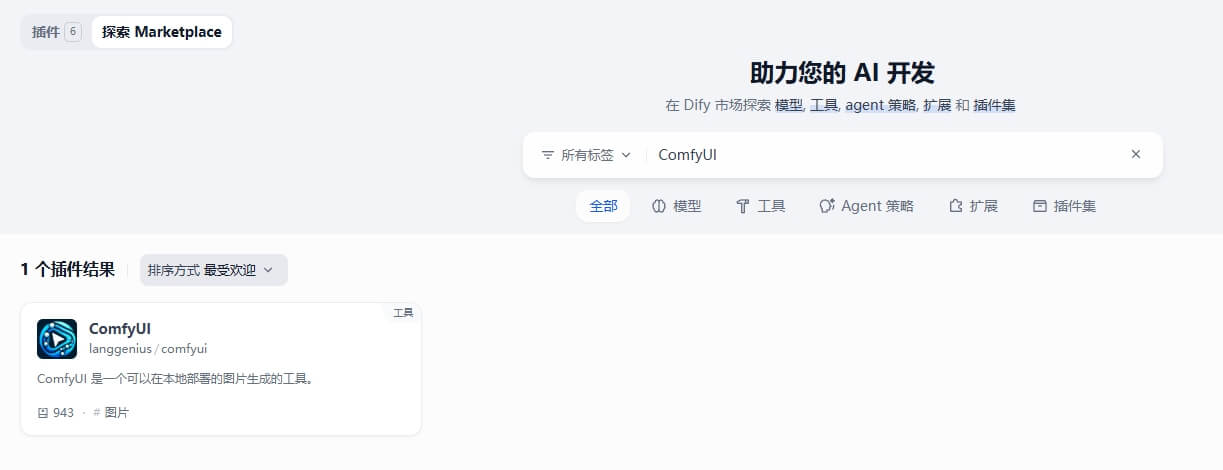 插件 6 探索 Marketplace
助力您的 AI 开发
在 Dify 市场探索 模型, 工具, agent 策略, 扩展 和 插件集
所有标签 ComfyUI
全部 模型 工具 Agent 策略 扩展 插件集
1 个插件结果 排序方式 最受欢迎
工具
ComfyUI
langgenius / comfyui
ComfyUI 是一个可以在本地部署的图片生成的工具。
943 · # 图片